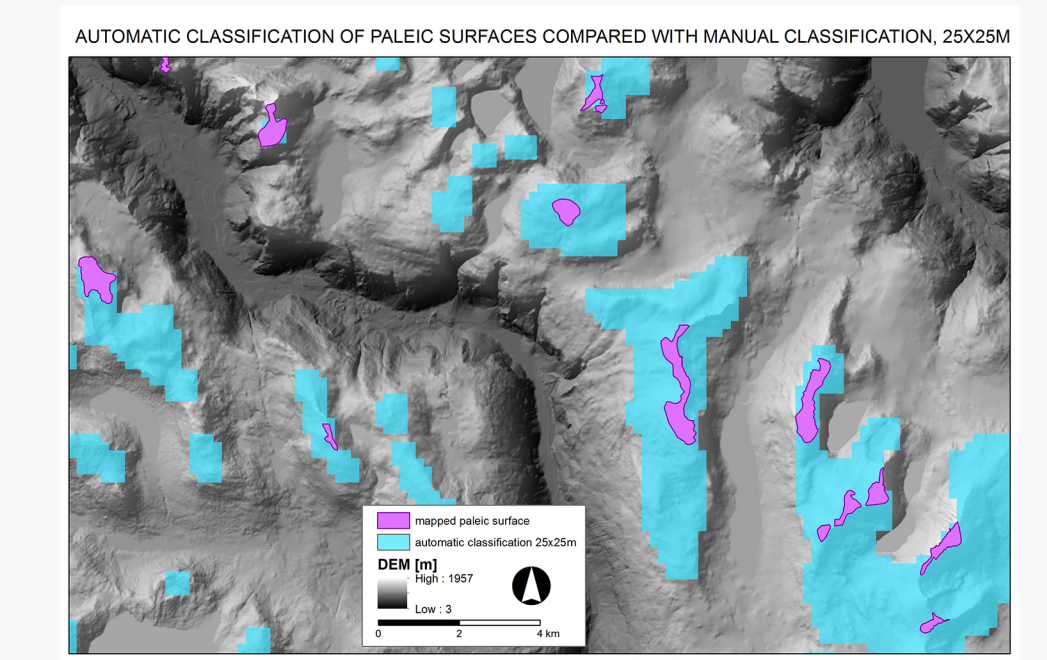 AUTOMATIC CLASSIFICATION OF PALEIC SURFACES COMPARED WITH MANUAL CLASSIFICATION, 25X25M
mapped paleic surface
automatic classification 25x25m
DEM [m]
High : 1957
Low : 3
0 2 4 km